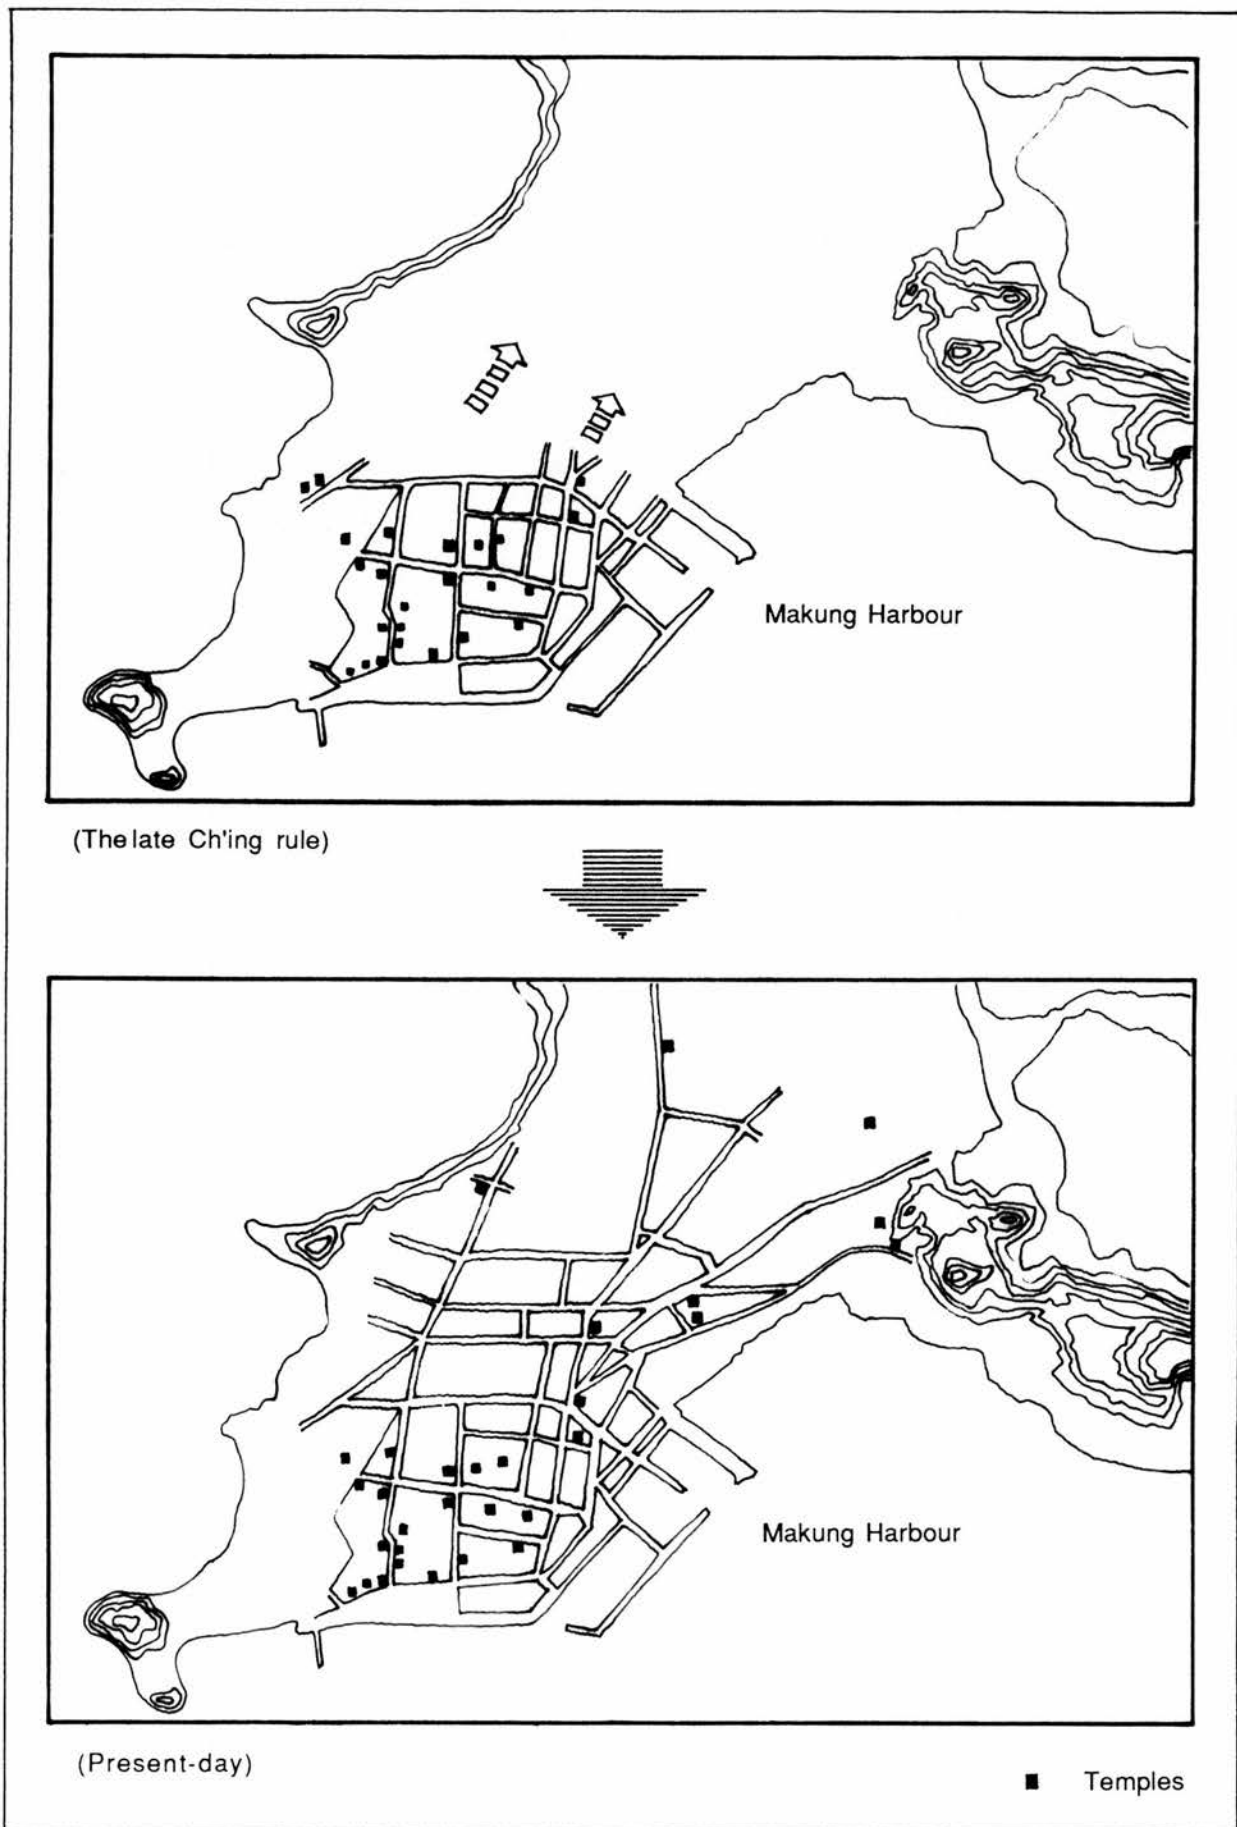 Makung Harbour
(The late Ch'ing rule)
Makung Harbour
(Present-day)
Temples